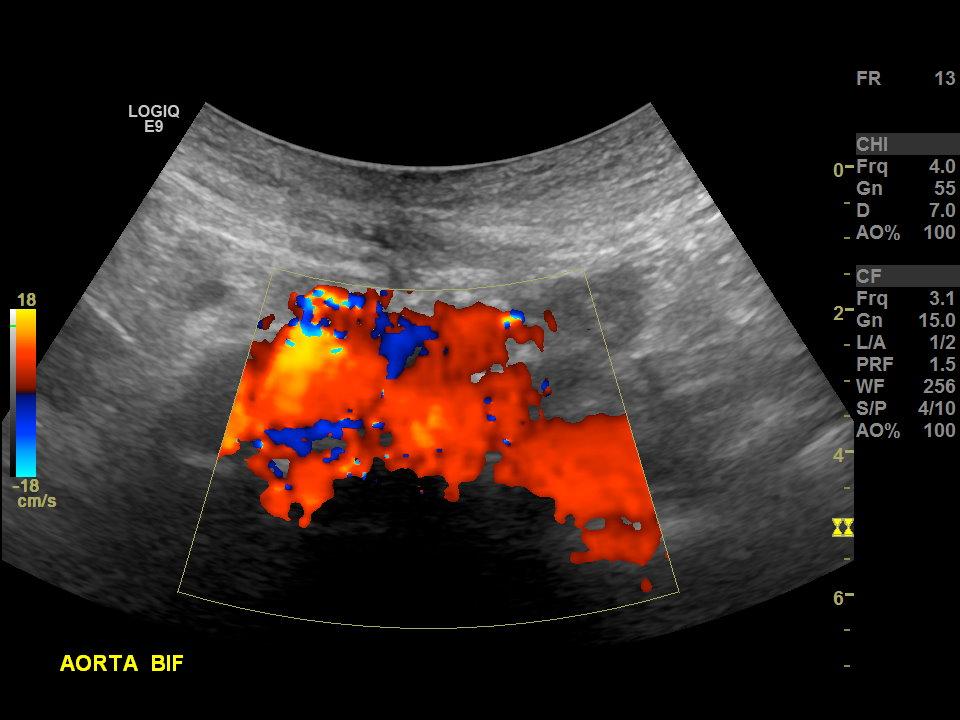 LOGIQ
E9
18
-18
cm/s
AORTA BIF
0
2
4
6
FR 13
CHI
Frq 4.0
Gn 55
D 7.0
AO% 100
CF
Frq 3.1
Gn 15.0
L/A 1/2
PRF 1.5
WF 256
S/P 4/10
AO% 100